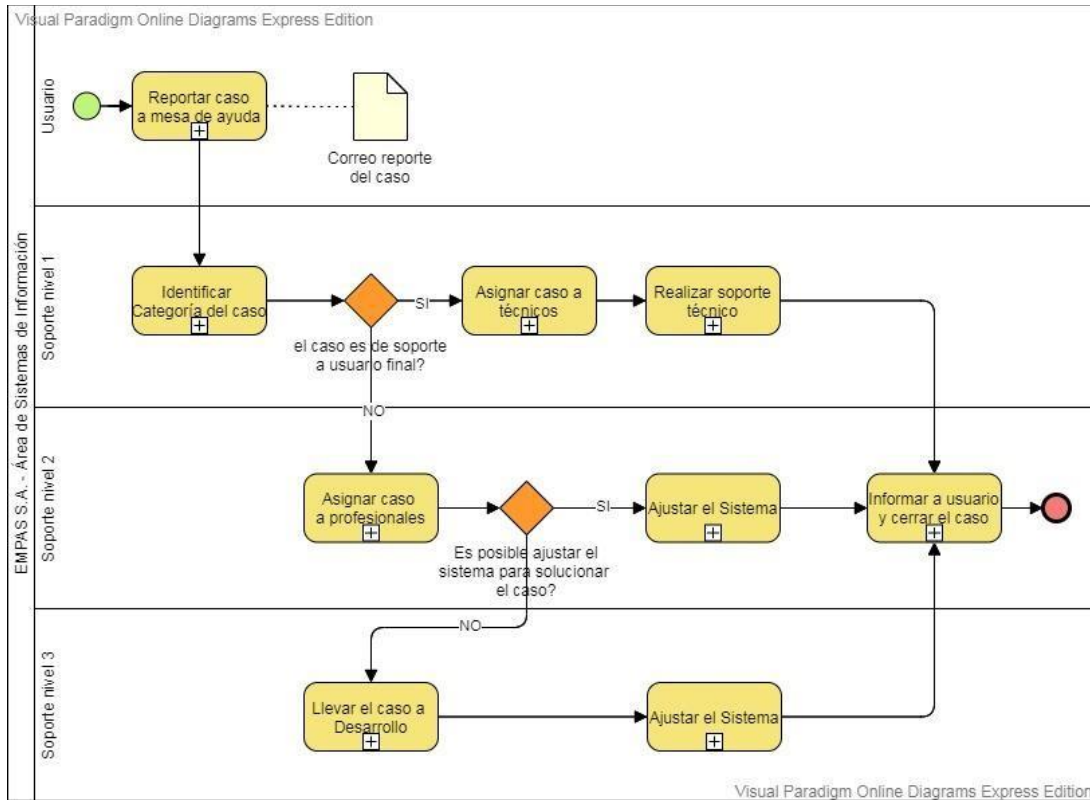 Visual Paradigm Online Diagrams Express Edition
EMPAS S.A. - Área de Sistemas de Información
Usuario
Reportar caso
a mesa de ayuda
Correo reporte
del caso
Soporte nivel 1
Identificar
Categoría del caso
el caso es de soporte
a usuario final?
SI
Asignar caso a
técnicos
Realizar soporte
técnico
NO
Soporte nivel 2
Asignar caso
a profesionales
Es posible ajustar el
sistema para solucionar
el caso?
SI
Ajustar el Sistema
Informar a usuario
y cerrar el caso
NO
Soporte nivel 3
Llevar el caso a
Desarrollo
Ajustar el Sistema
Visual Paradigm Online Diagrams Express Edition